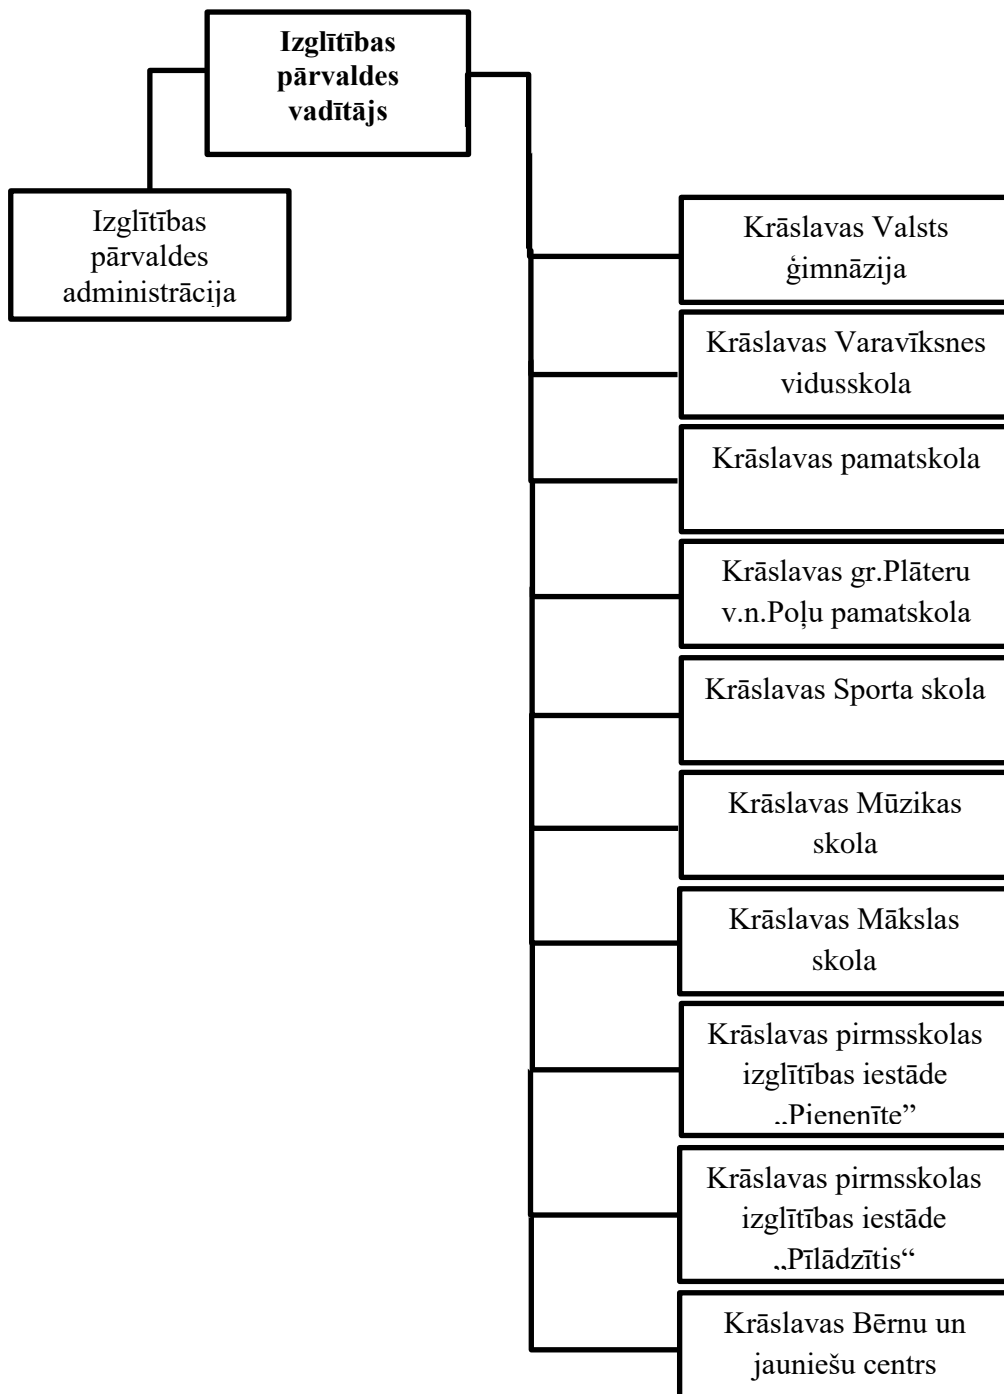 Izglītības
pārvaldes
vadītājs
Izglītības
pārvaldes
administrācija
Krāslavas Valsts
ģimnāzija
Krāslavas Varavīksnes
vidusskola
Krāslavas pamatskola
Krāslavas gr.Plāteru
v.n.Poļu pamatskola
Krāslavas Sporta skola
Krāslavas Mūzikas
skola
Krāslavas Mākslas
skola
Krāslavas pirmsskolas
izglītības iestāde
„Pienenīte”
Krāslavas pirmsskolas
izglītības iestāde
„Pīlādzītis“
Krāslavas Bērnu un
jauniešu centrs